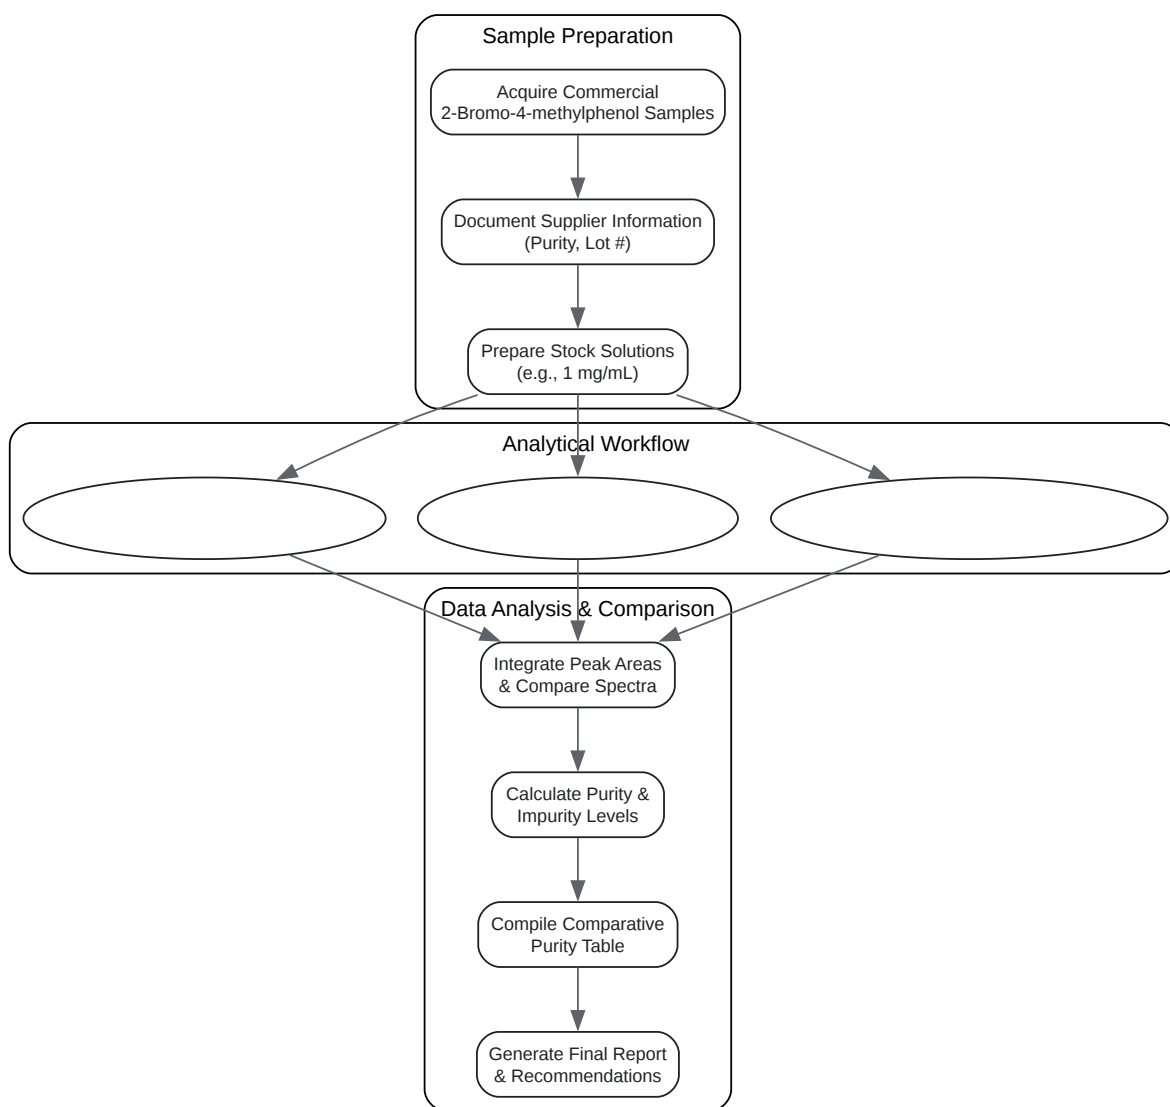 Sample Preparation
Acquire Commercial
2-Bromo-4-methylphenol Samples
Document Supplier Information
(Purity, Lot #)
Prepare Stock Solutions
(e.g., 1 mg/mL)
Analytical Workflow
Data Analysis & Comparison
Integrate Peak Areas
& Compare Spectra
Calculate Purity &
Impurity Levels
Compile Comparative
Purity Table
Generate Final Report
& Recommendations